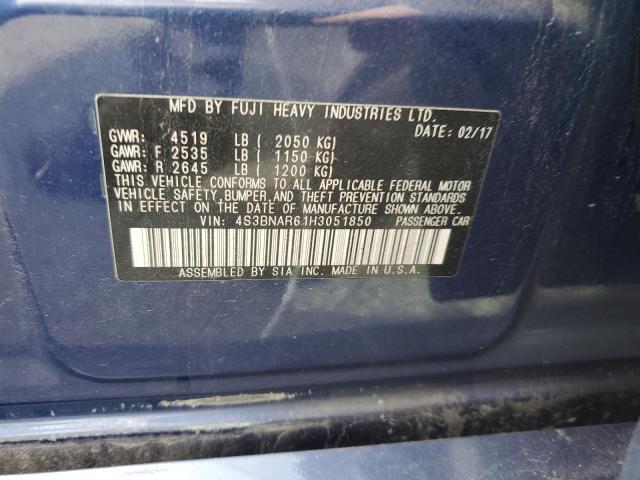 MFD BY FUJI HEAVY INDUSTRIES LTD.
DATE: 02/17
GVWR: 4519 LB ( 2050 KG)
GAWR: F 2535 LB ( 1150 KG)
GAWR: R 2645 LB ( 1200 KG)
THIS VEHICLE CONFORMS TO ALL APPLICABLE FEDERAL MOTOR
VEHICLE SAFETY, BUMPER, AND THEFT PREVENTION STANDARDS
IN EFFECT ON THE DATE OF MANUFACTURE SHOWN ABOVE.
VIN: 4S3BNAR61H3051850 PASSENGER CAR
ASSEMBLED BY SIA INC. MADE IN U.S.A.